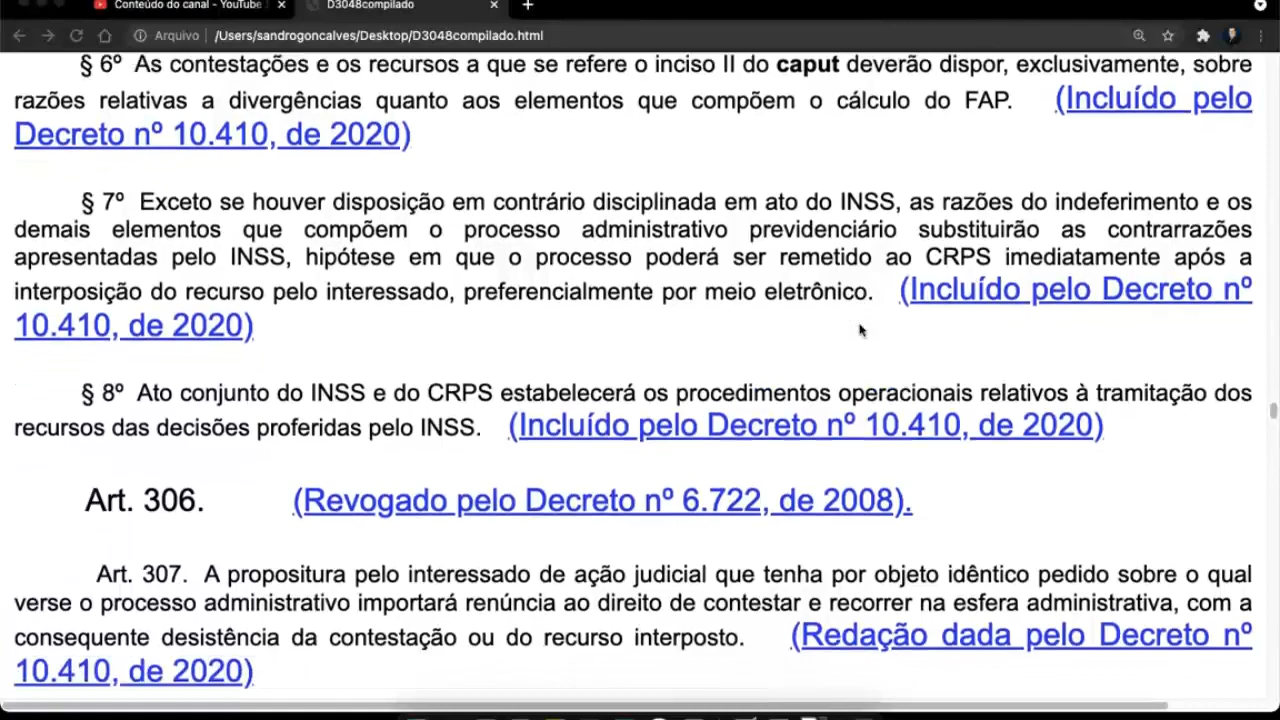 Conteúdo do canal - YouTube
D3048compilado
Arquivo | /Users/sandrogoncalves/Desktop/D3048compilado.html
§ 6º As contestações e os recursos a que se refere o inciso II do caput deverão dispor, exclusivamente, sobre
razões relativas a divergências quanto aos elementos que compõem o cálculo do FAP. (Incluído pelo
Decreto nº 10.410, de 2020)
§ 7º Exceto se houver disposição em contrário disciplinada em ato do INSS, as razões do indeferimento e os
demais elementos que compõem o processo administrativo previdenciário substituirão as contrarrazões
apresentadas pelo INSS, hipótese em que o processo poderá ser remetido ao CRPS imediatamente após a
interposição do recurso pelo interessado, preferencialmente por meio eletrônico. (Incluído pelo Decreto nº
10.410, de 2020)
§ 8º Ato conjunto do INSS e do CRPS estabelecerá os procedimentos operacionais relativos à tramitação dos
recursos das decisões proferidas pelo INSS. (Incluído pelo Decreto nº 10.410, de 2020)
Art. 306. (Revogado pelo Decreto nº 6.722, de 2008).
Art. 307. A propositura pelo interessado de ação judicial que tenha por objeto idêntico pedido sobre o qual
verse o processo administrativo importará renúncia ao direito de contestar e recorrer na esfera administrativa, com a
consequente desistência da contestação ou do recurso interposto. (Redação dada pelo Decreto nº
10.410, de 2020)